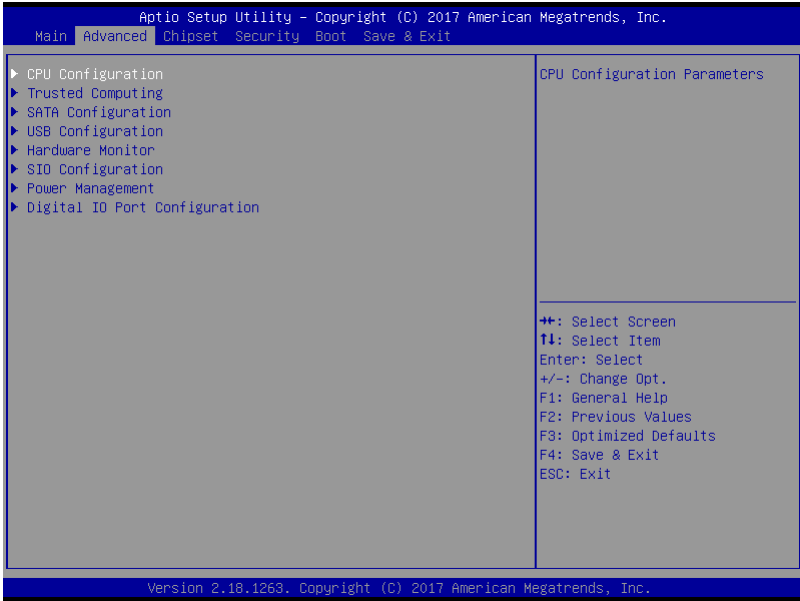 Aptio Setup Utility – Copyright (C) 2017 American Megatrends, Inc.
Main Advanced Chipset Security Boot Save & Exit
▶ CPU Configuration
▶ Trusted Computing
▶ SATA Configuration
▶ USB Configuration
▶ Hardware Monitor
▶ SIO Configuration
▶ Power Management
▶ Digital IO Port Configuration
CPU Configuration Parameters
→←: Select Screen
↑↓: Select Item
Enter: Select
+/-: Change Opt.
F1: General Help
F2: Previous Values
F3: Optimized Defaults
F4: Save & Exit
ESC: Exit
Version 2.18.1263. Copyright (C) 2017 American Megatrends, Inc.